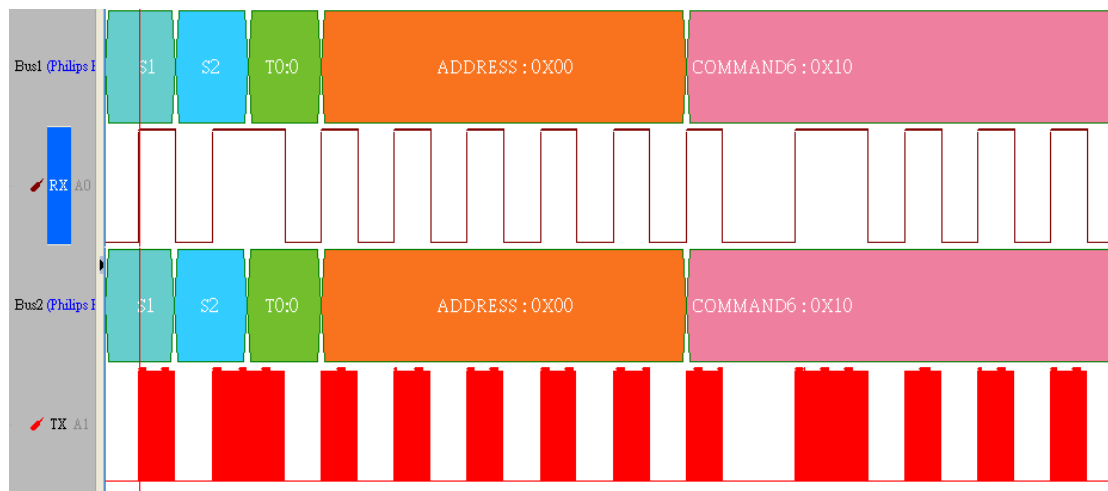 Bus1 (Philips
S1
S2
T0:0
ADDRESS : 0X00
COMMAND6 : 0X10
RX A0
Bus2 (Philips
S1
S2
T0:0
ADDRESS : 0X00
COMMAND6 : 0X10
TX A1